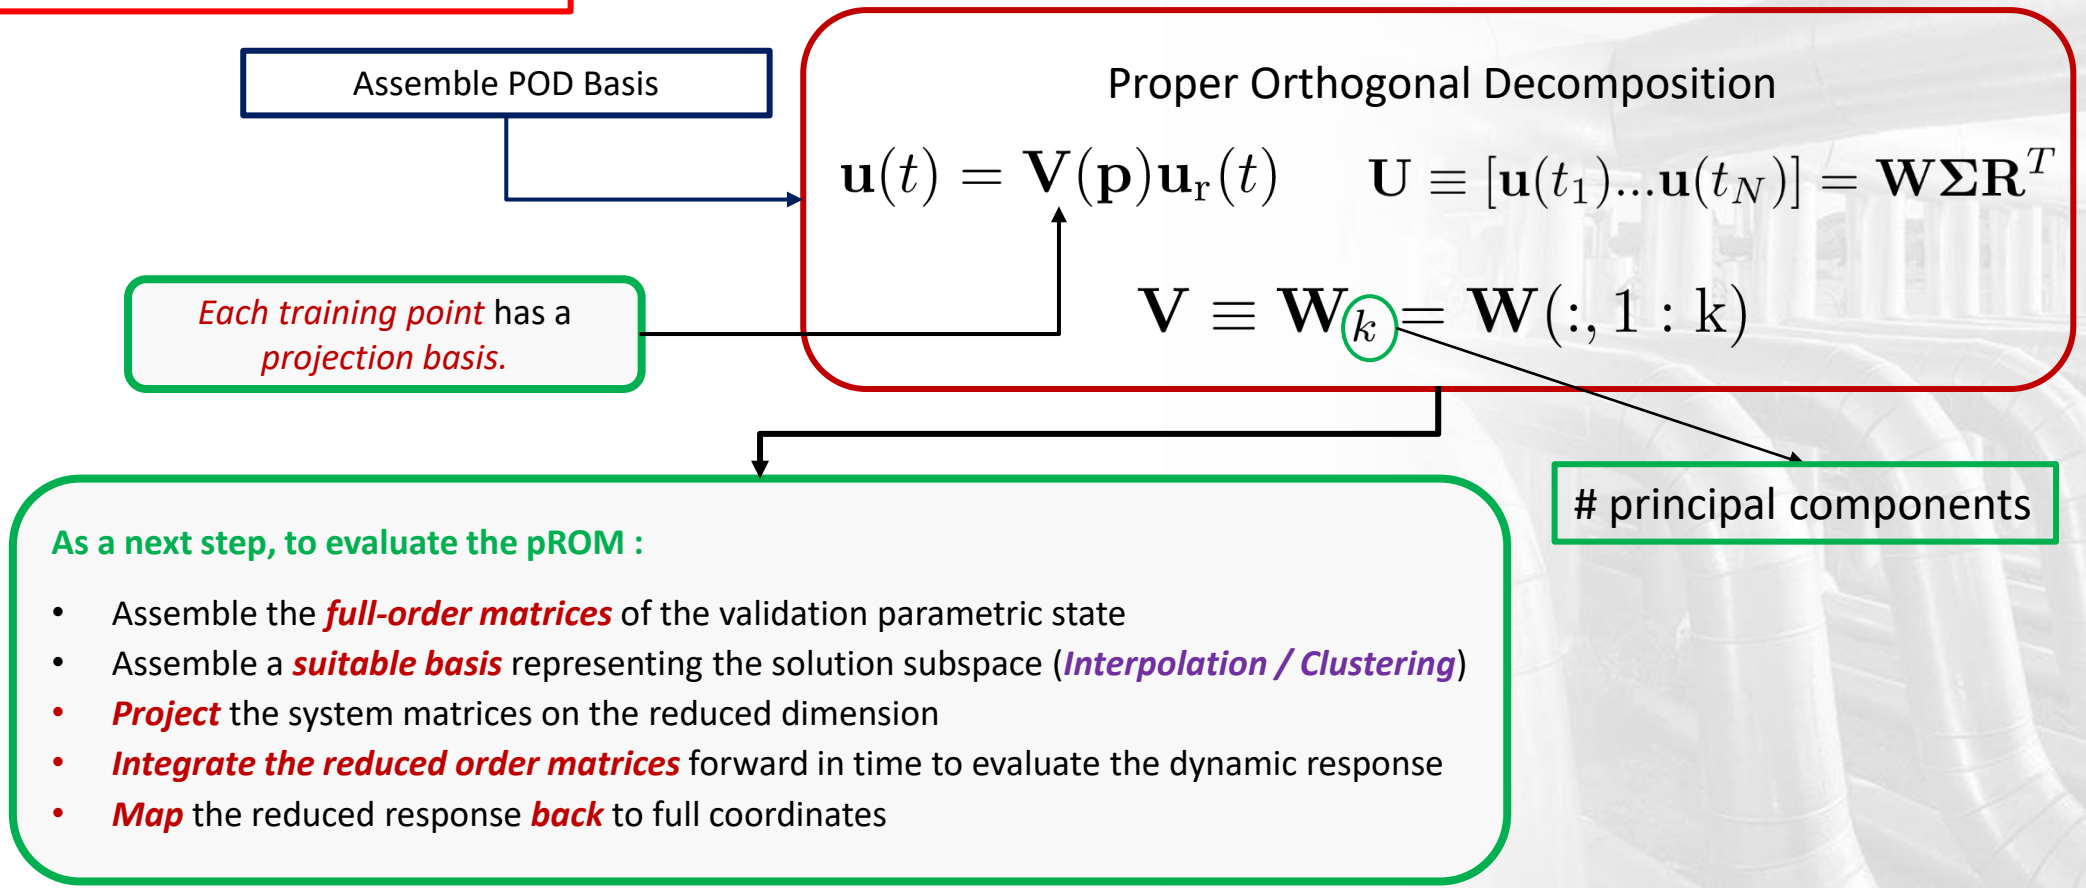 Assemble POD Basis
Proper Orthogonal Decomposition
𝐮(t) = 𝐕(𝐩)𝐮_r(t)
𝐔 ≡ [𝐮(t_1)...𝐮(t_N)] = 𝐖𝚺𝐑^T
Each training point has a
projection basis.
𝐕 ≡ 𝐖_k = 𝐖(:, 1 : k)
# principal components
As a next step, to evaluate the pROM :
• Assemble the full-order matrices of the validation parametric state
• Assemble a suitable basis representing the solution subspace (Interpolation / Clustering)
• Project the system matrices on the reduced dimension
• Integrate the reduced order matrices forward in time to evaluate the dynamic response
• Map the reduced response back to full coordinates